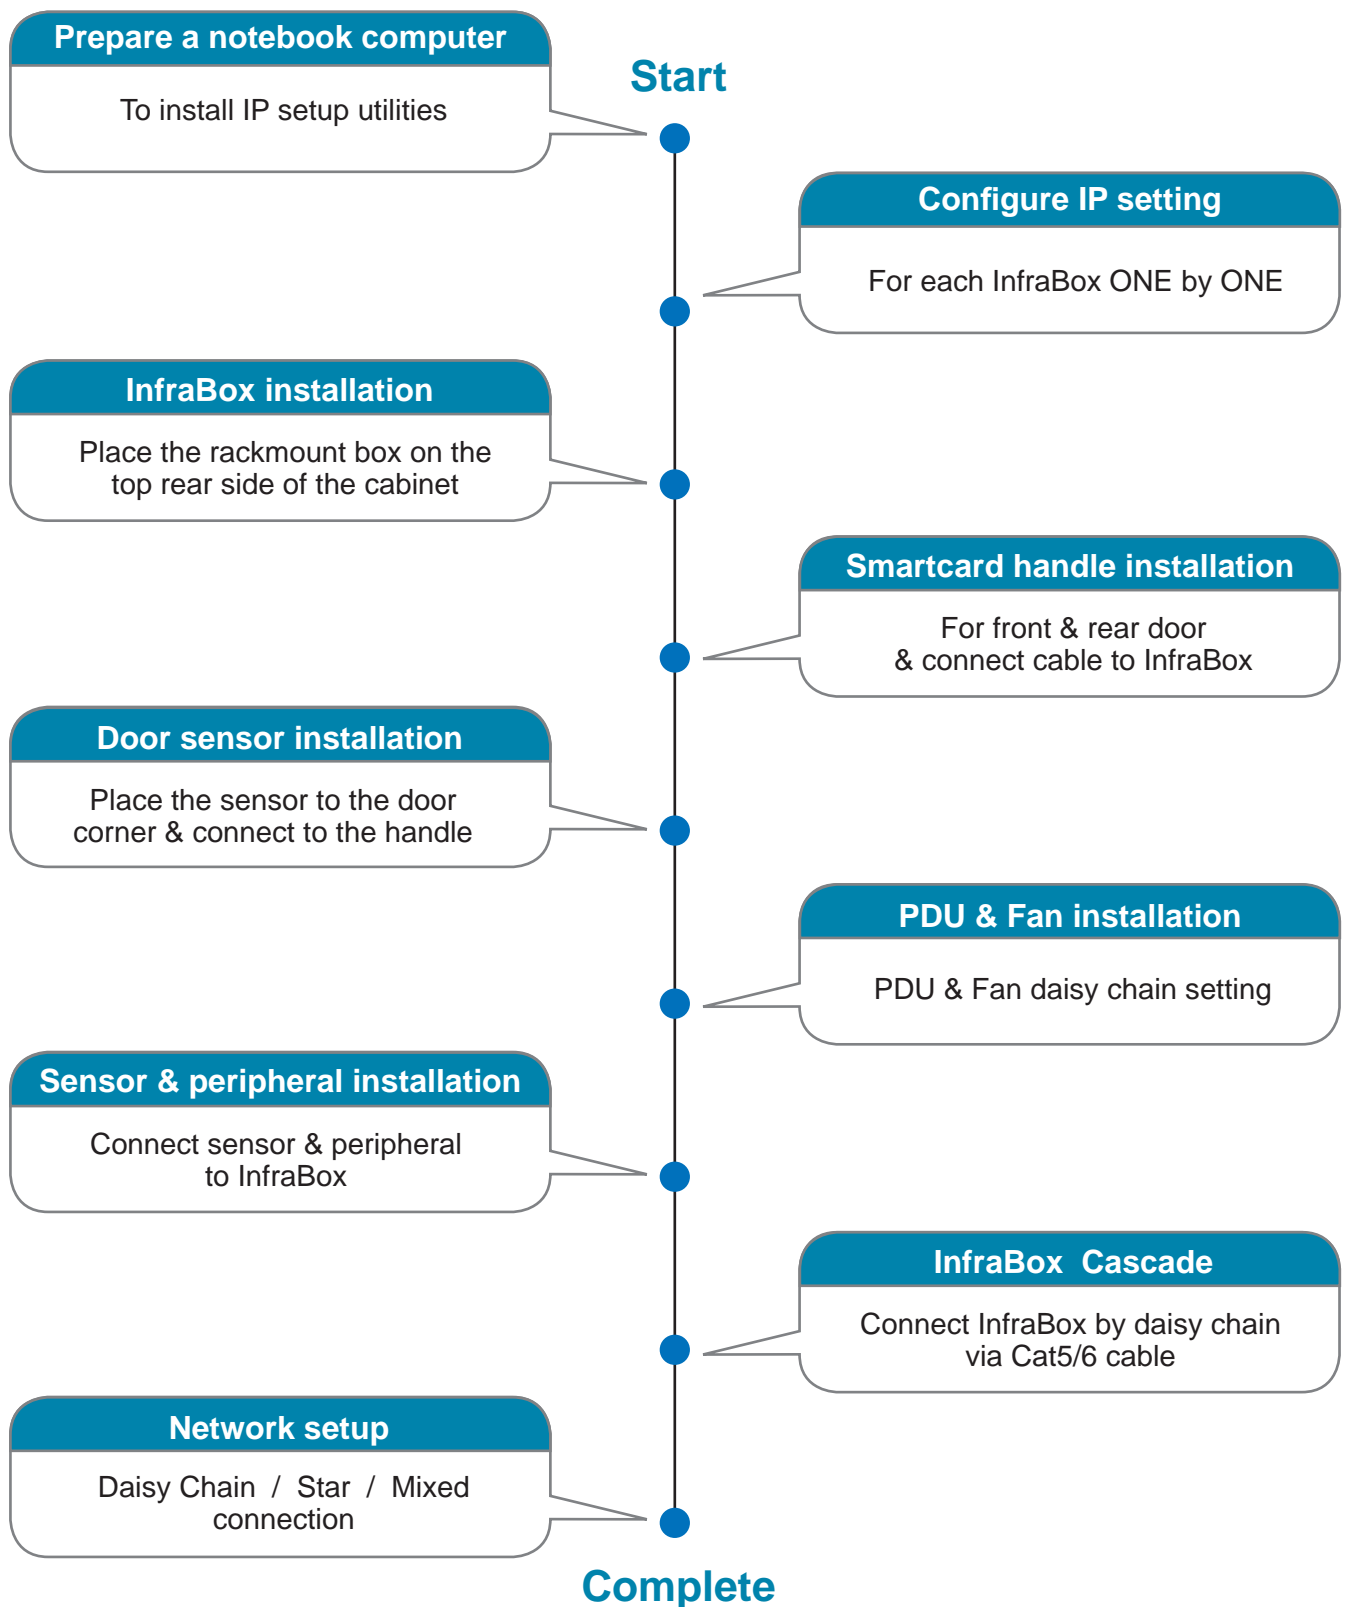 Prepare a notebook computer
To install IP setup utilities
Start
Configure IP setting
For each InfraBox ONE by ONE
InfraBox installation
Place the rackmount box on the
top rear side of the cabinet
Smartcard handle installation
For front & rear door
& connect cable to InfraBox
Door sensor installation
Place the sensor to the door
corner & connect to the handle
PDU & Fan installation
PDU & Fan daisy chain setting
Sensor & peripheral installation
Connect sensor & peripheral
to InfraBox
InfraBox  Cascade
Connect InfraBox by daisy chain
via Cat5/6 cable
Network setup
Daisy Chain  /  Star  /  Mixed
connection
Complete